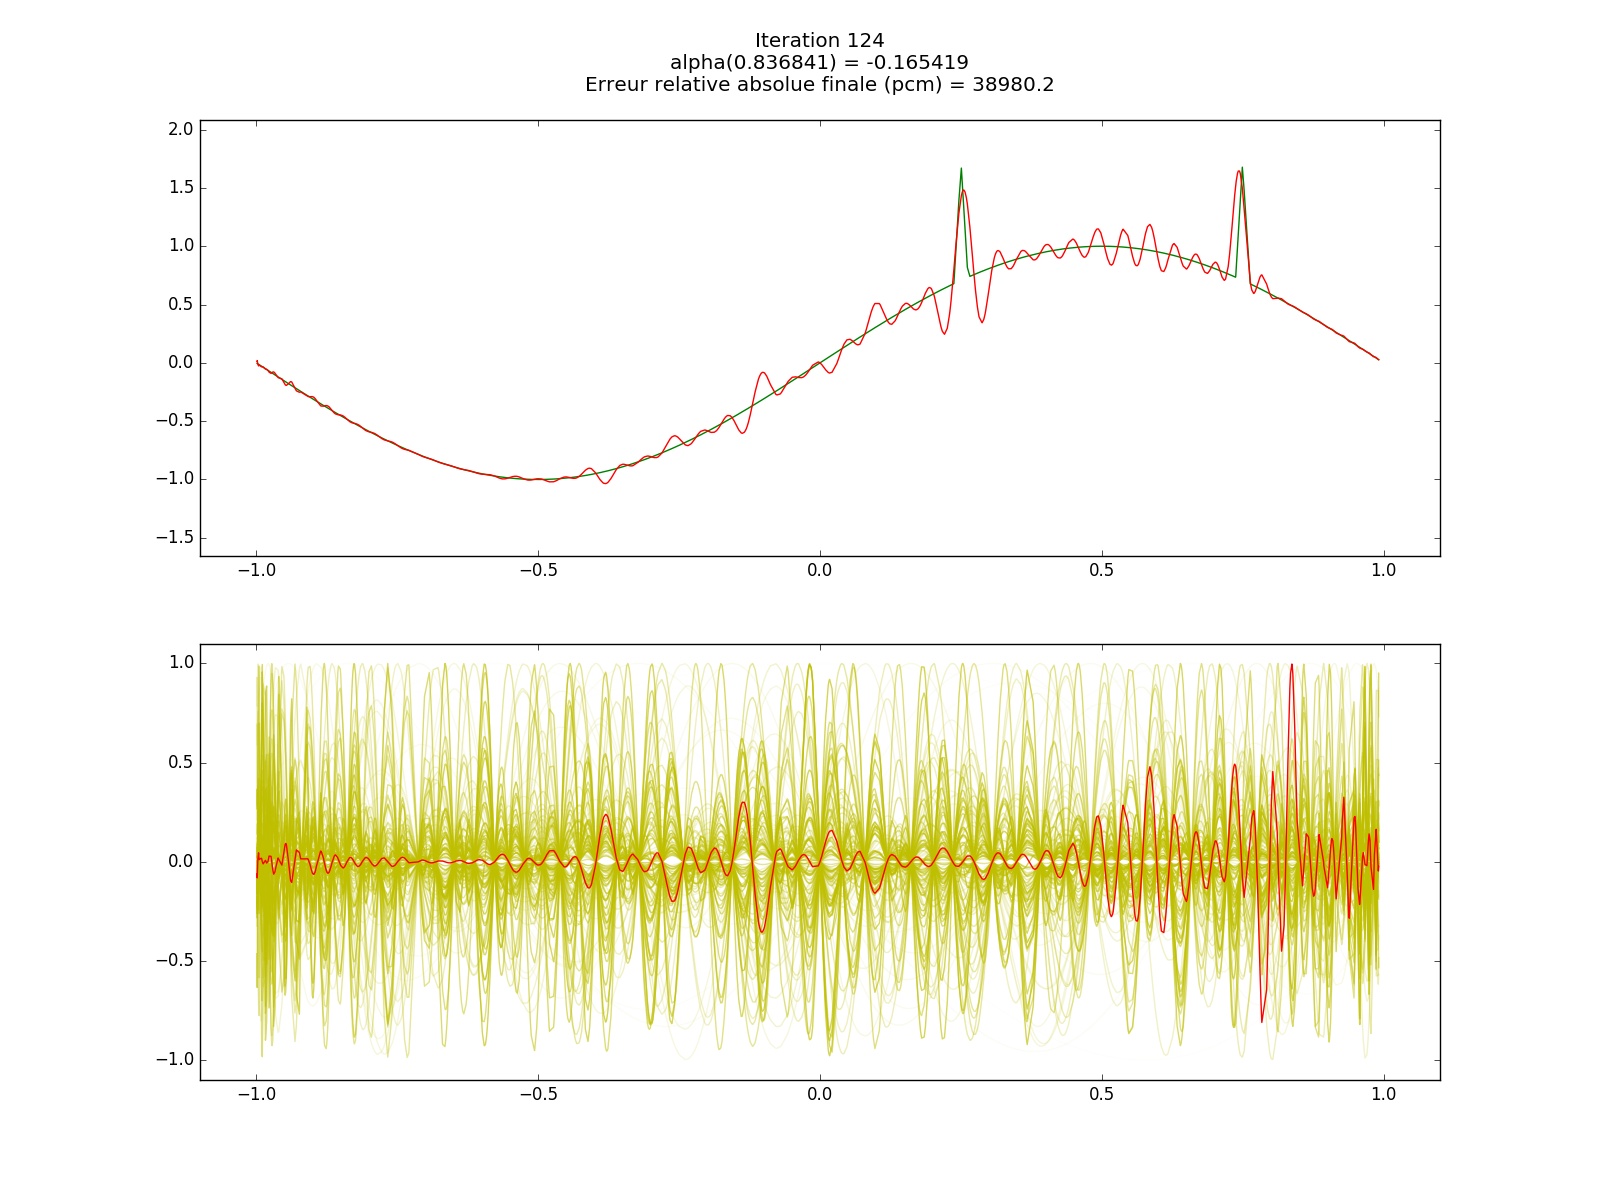 Iteration 124
alpha(0.836841) = -0.165419
Erreur relative absolue finale (pcm) = 38980.2
2.0
1.5
1.0
0.5
0.0
−0.5
−1.0
−1.5
−1.0 −0.5 0.0 0.5 1.0
1.0
0.5
0.0
−0.5
−1.0
−1.0 −0.5 0.0 0.5 1.0